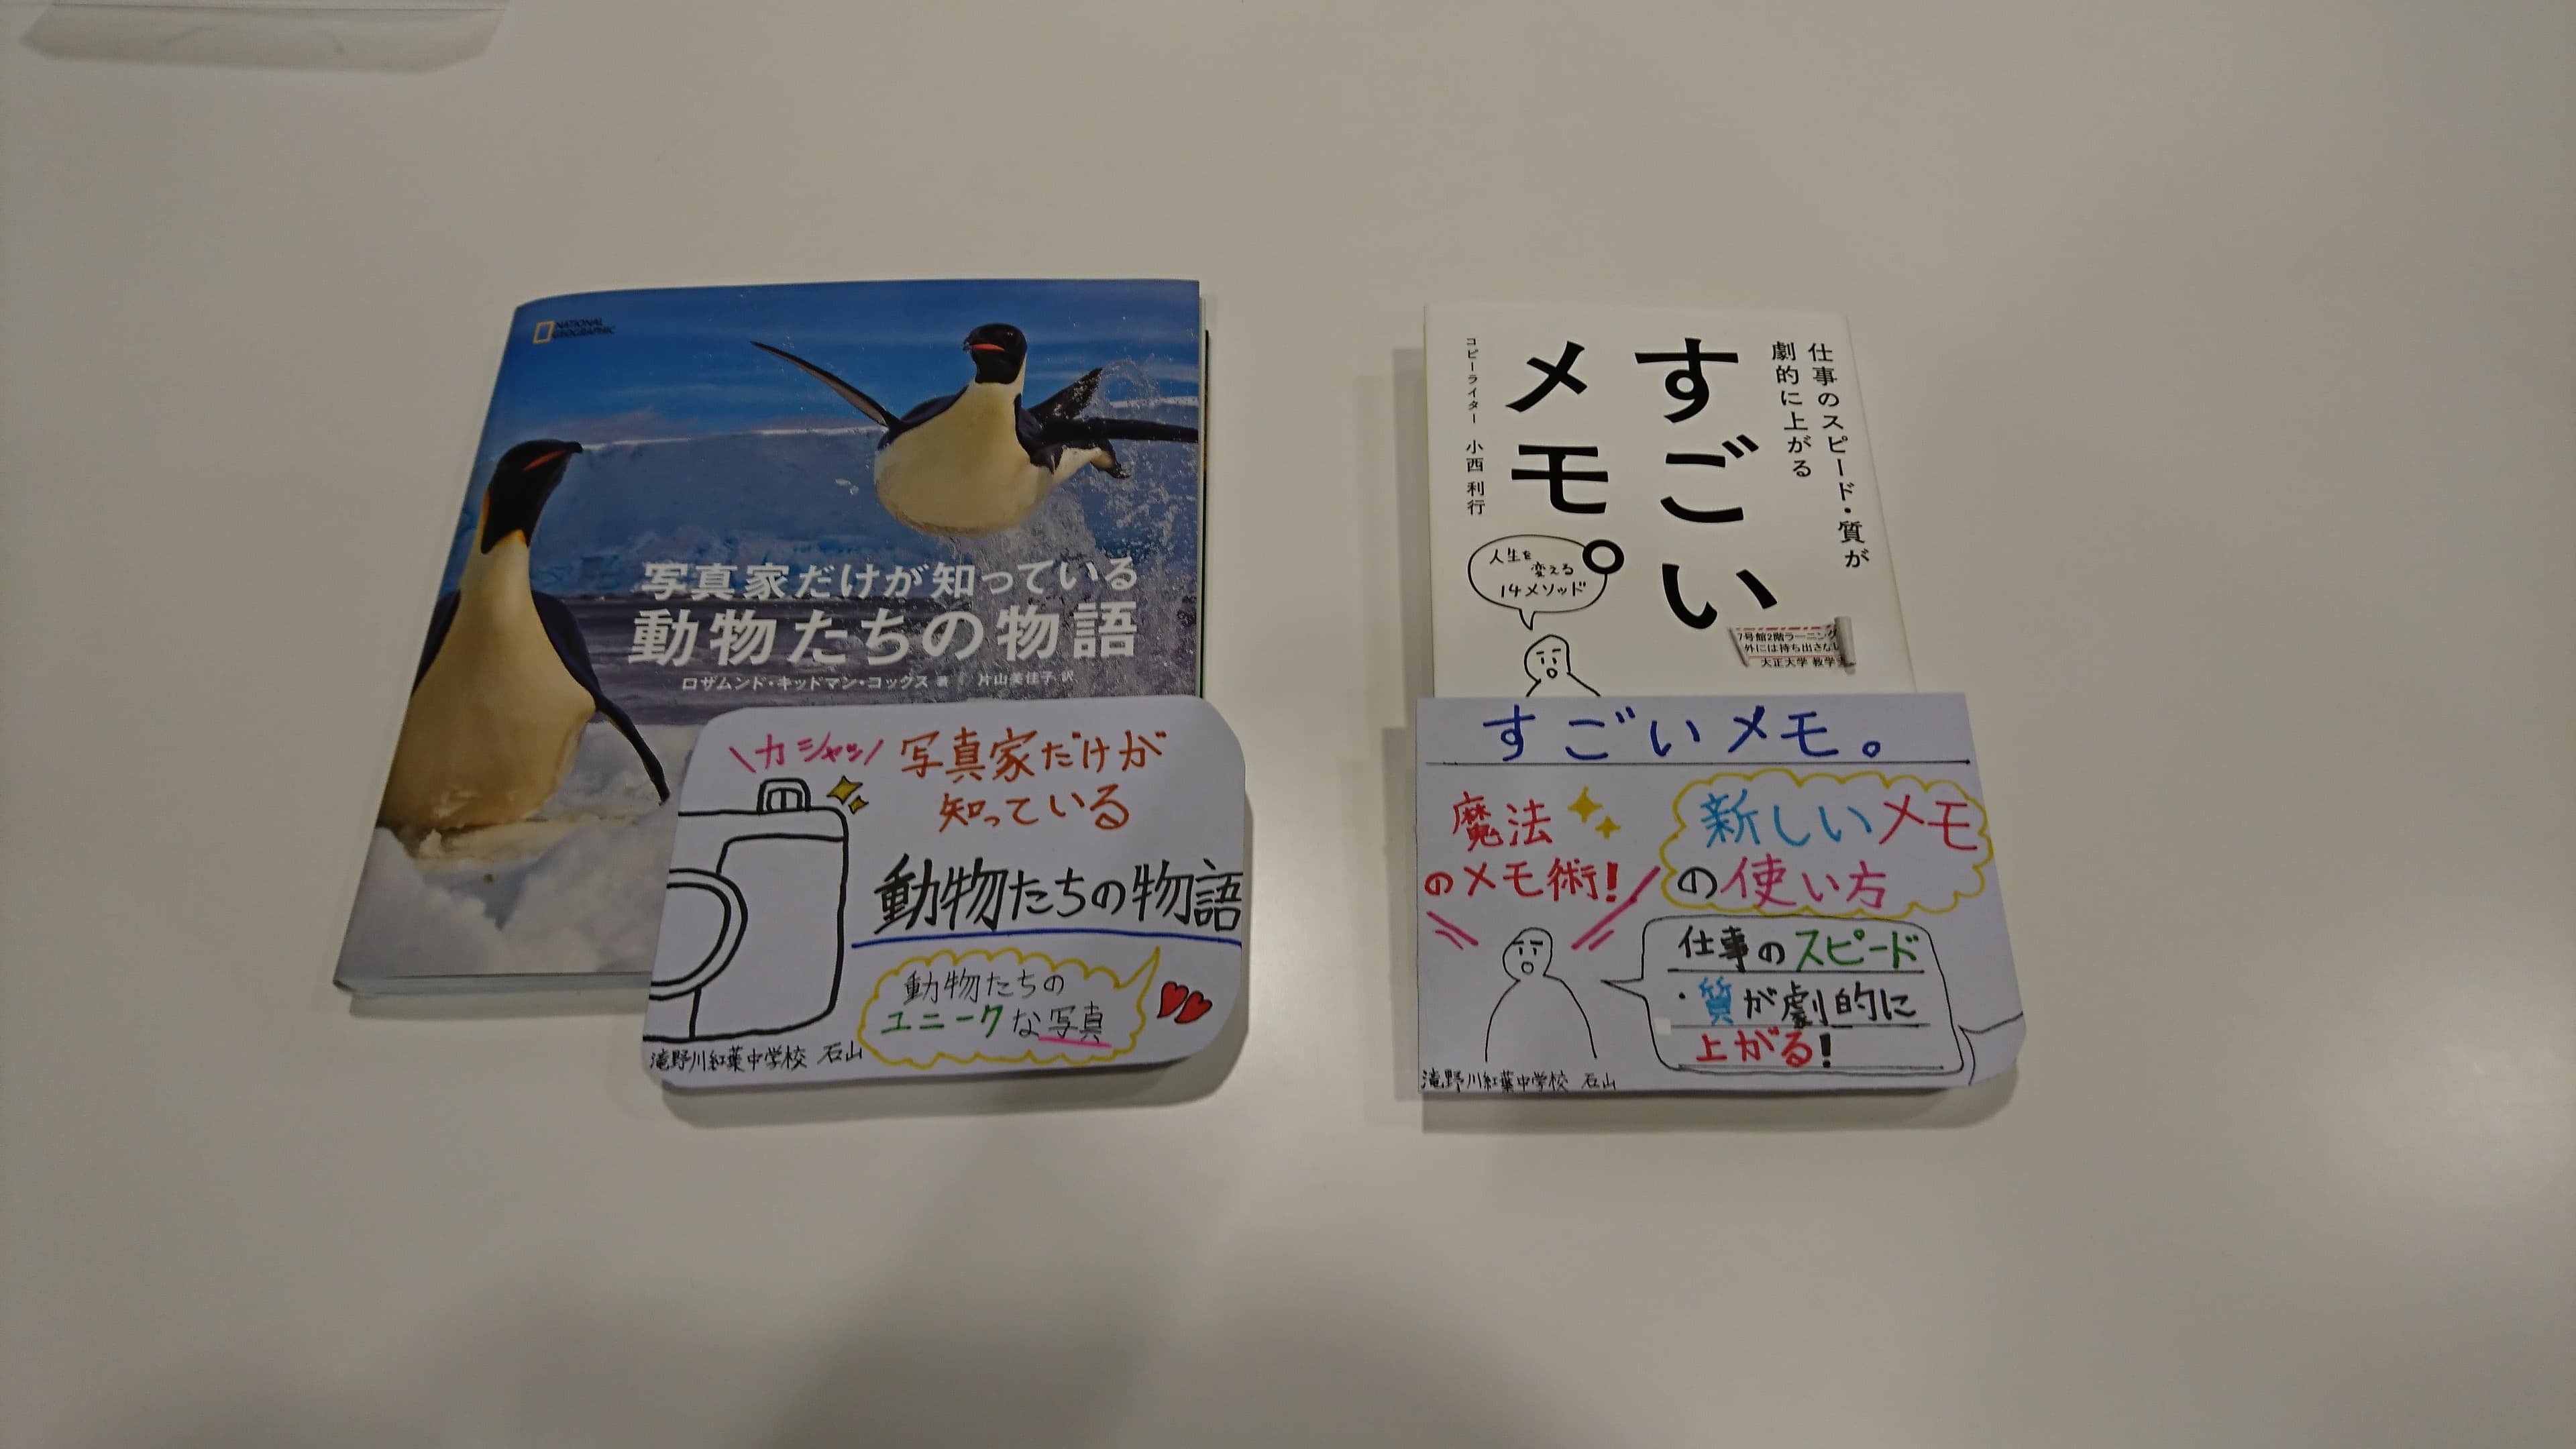 NATIONAL
GEOGRAPHIC
写真家だけが知っている
動物たちの物語
ロザムンド・キッドマン・コックス 著 片山美佳子 訳
\カシャッ/
写真家だけが
知っている
動物たちの物語
動物たちの
ユニークな写真
滝野川紅葉中学校 石山
仕事のスピード・質が
劇的に上がる
すごい
メモ。
コピーライター 小西利行
人生を
変える
14メソッド
7号館2階ラーニング
外には持ち出さない
大正大学 教学
すごいメモ。
魔法
のメモ術!
新しいメモ
の使い方
仕事のスピード
・質が劇的に
上がる!
滝野川紅葉中学校 石山